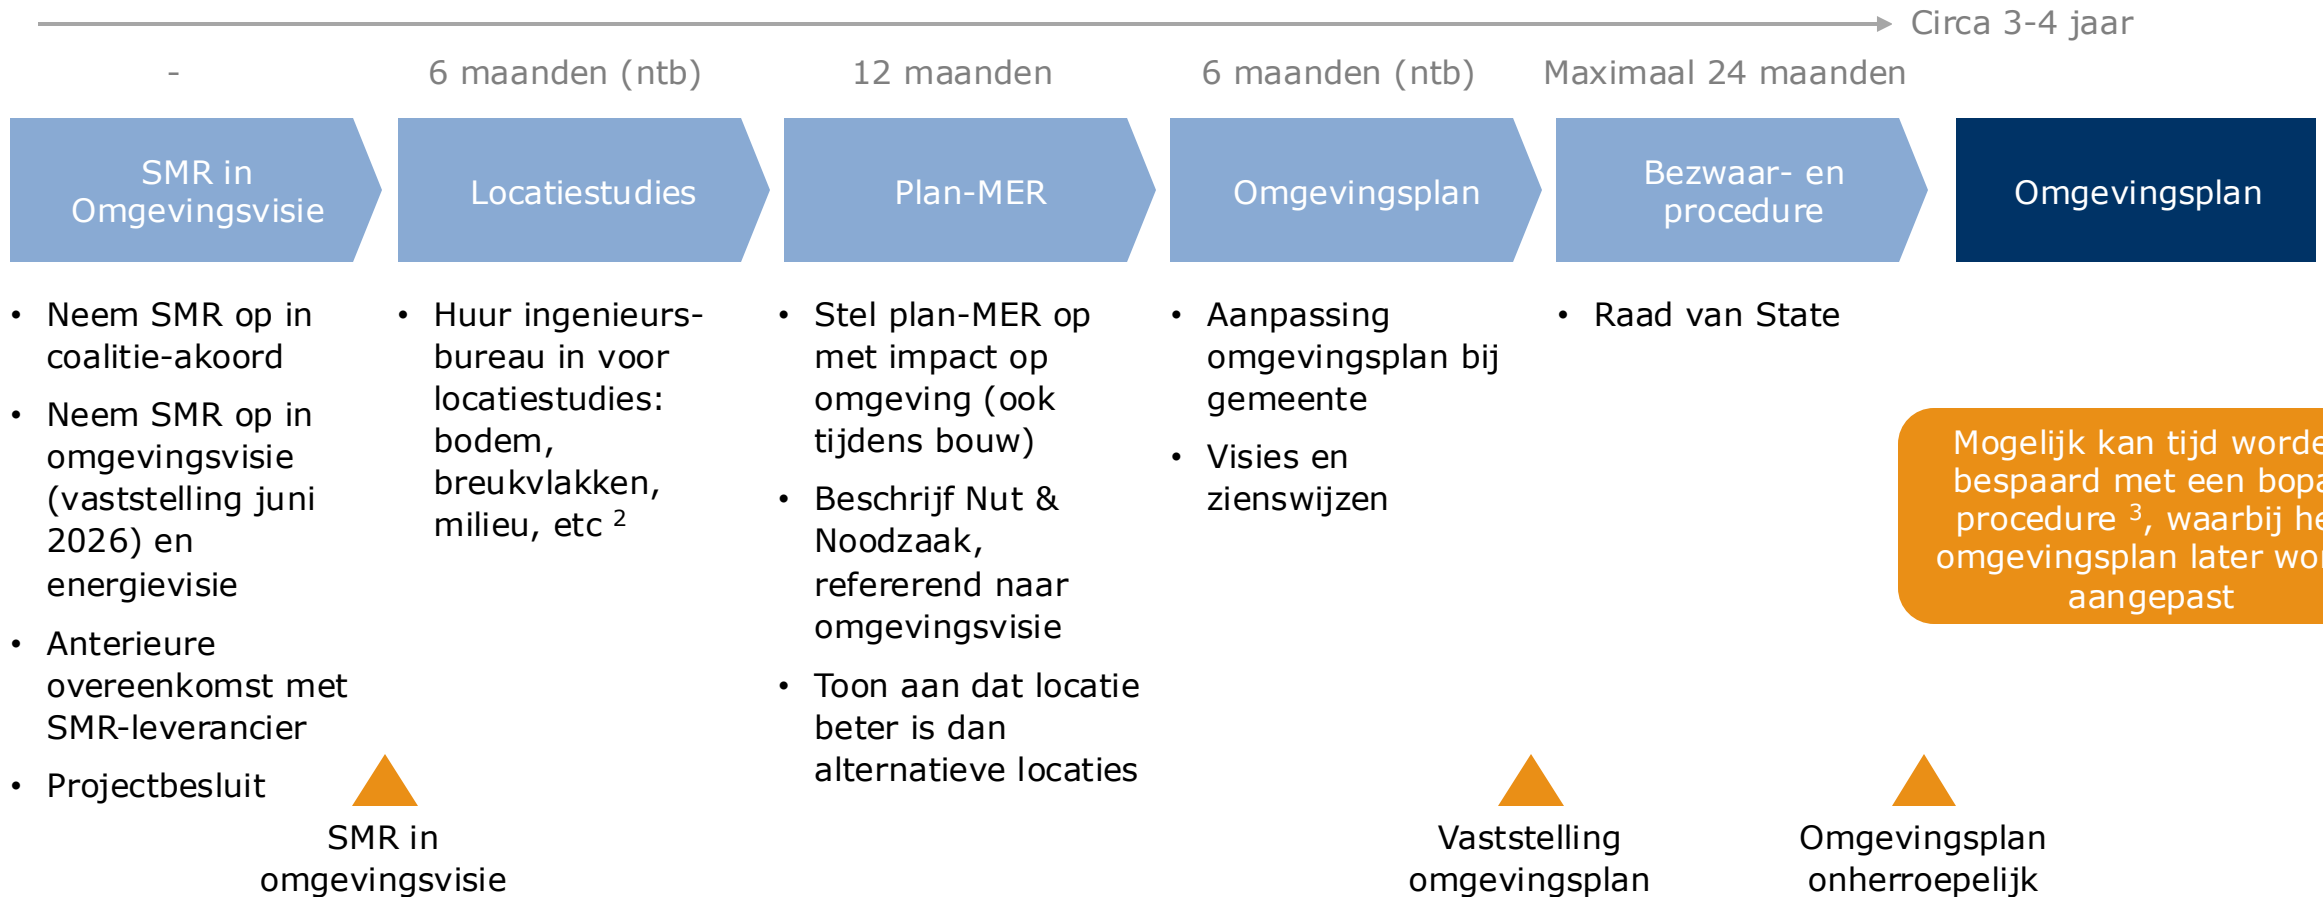 Circa 3-4 jaar
-
6 maanden (ntb)
12 maanden
6 maanden (ntb)
Maximaal 24 maanden
SMR in
Omgevingsvisie
Locatiestudies
Plan-MER
Omgevingsplan
Bezwaar- en
procedure
Omgevingsplan
• Neem SMR op in
coalitie-akoord
• Neem SMR op in
omgevingsvisie
(vaststelling juni
2026) en
energievisie
• Anterieure
overeenkomst met
SMR-leverancier
• Projectbesluit
• Huur ingenieurs-
bureau in voor
locatiestudies:
bodem,
breukvlakken,
milieu, etc ²
• Stel plan-MER op
met impact op
omgeving (ook
tijdens bouw)
• Beschrijf Nut &
Noodzaak,
refererend naar
omgevingsvisie
• Toon aan dat locatie
beter is dan
alternatieve locaties
• Aanpassing
omgevingsplan bij
gemeente
• Visies en
zienswijzen
• Raad van State
Mogelijk kan tijd
bespaard met een
procedure ³, waarbij
omgevingsplan later
aangepast
SMR in
omgevingsvisie
Vaststelling
omgevingsplan
Omgevingsplan
onherroepelijk